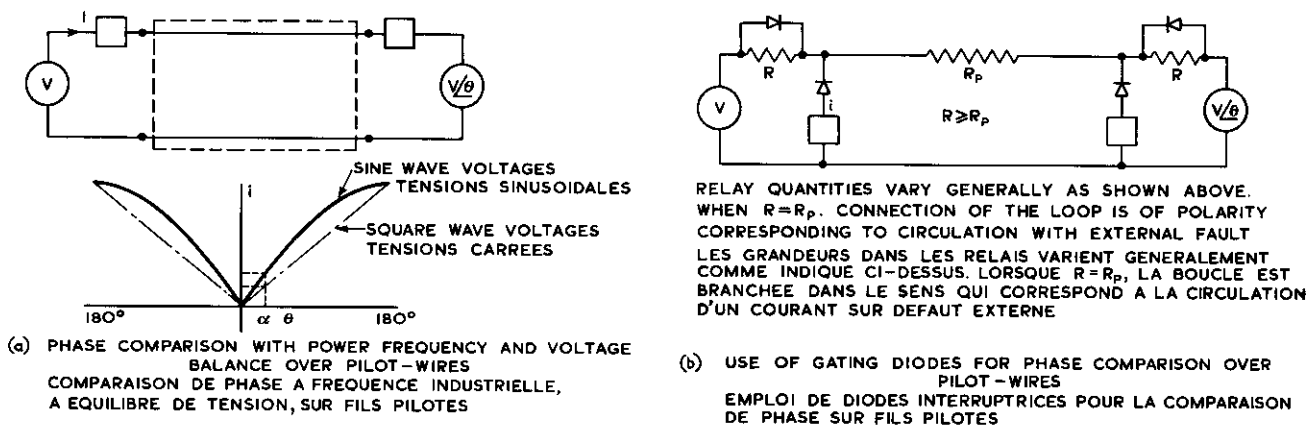 i
V
V/θ
SINE WAVE VOLTAGES
TENSIONS SINUSOIDALES
i
SQUARE WAVE VOLTAGES
TENSIONS CARREES
180° α θ 180°
(a) PHASE COMPARISON WITH POWER FREQUENCY AND VOLTAGE
BALANCE OVER PILOT-WIRES
COMPARAISON DE PHASE A FREQUENCE INDUSTRIELLE,
A EQUILIBRE DE TENSION, SUR FILS PILOTES
R
Rp
R
V
i
R⩾Rp
V/θ
RELAY QUANTITIES VARY GENERALLY AS SHOWN ABOVE.
WHEN R=Rp. CONNECTION OF THE LOOP IS OF POLARITY
CORRESPONDING TO CIRCULATION WITH EXTERNAL FAULT
LES GRANDEURS DANS LES RELAIS VARIENT GENERALEMENT
COMME INDIQUE CI-DESSUS. LORSQUE R=Rp, LA BOUCLE EST
BRANCHEE DANS LE SENS QUI CORRESPOND A LA CIRCULATION
D'UN COURANT SUR DEFAUT EXTERNE
(b) USE OF GATING DIODES FOR PHASE COMPARISON OVER
PILOT-WIRES
EMPLOI DE DIODES INTERRUPTRICES POUR LA COMPARAISON
DE PHASE SUR FILS PILOTES